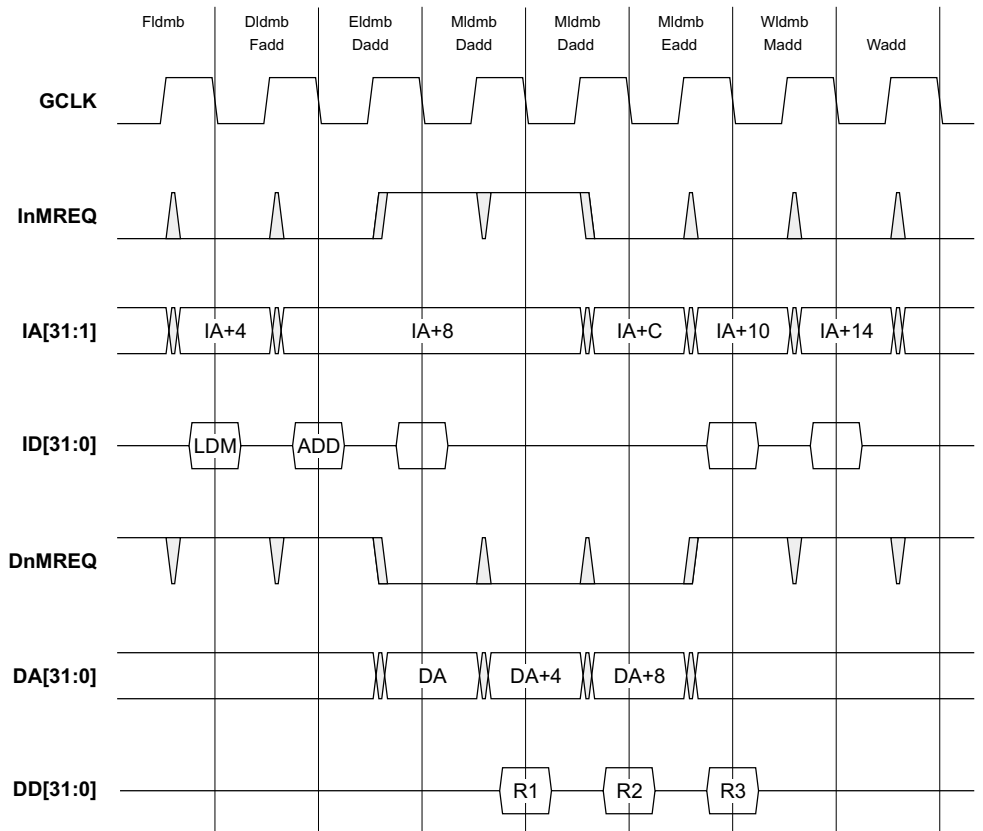 Fldmb Dldmb Eldmb Mldmb Mldmb Mldmb Wldmb
Fadd Dadd Dadd Dadd Eadd Madd Wadd
GCLK
InMREQ
IA[31:1] IA+4 IA+8 IA+C IA+10 IA+14
ID[31:0] LDM ADD
DnMREQ
DA[31:0] DA DA+4 DA+8
DD[31:0] R1 R2 R3